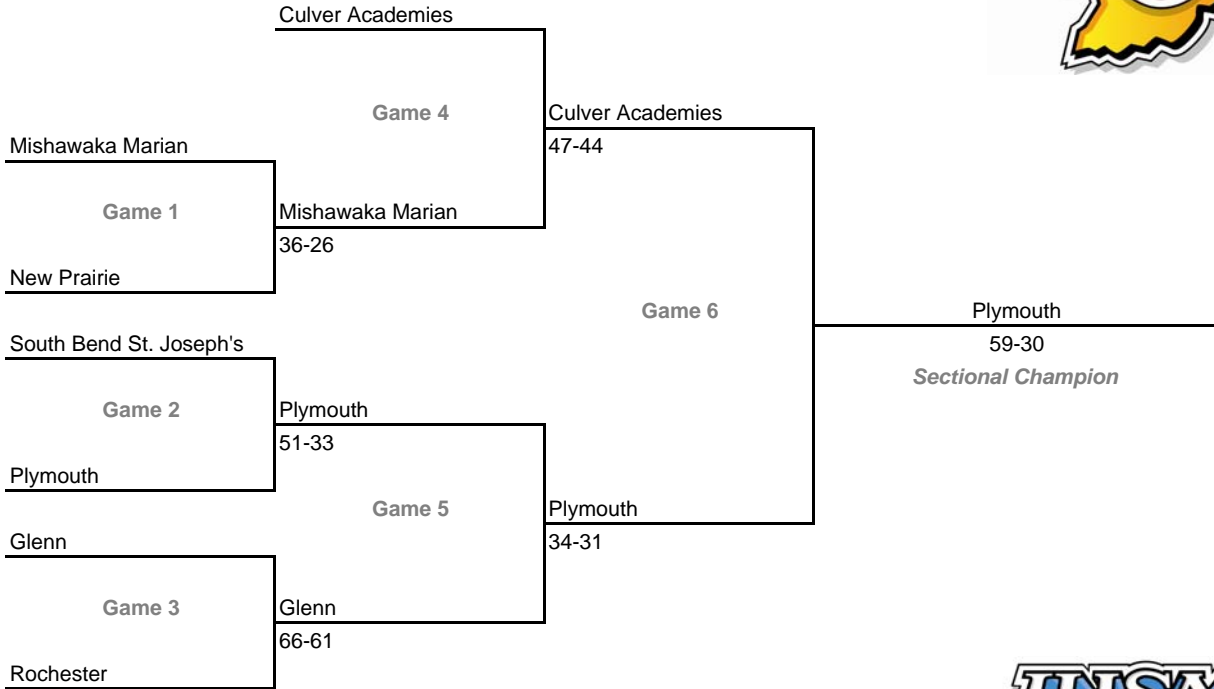 Culver Academies
Game 4
Culver Academies
Mishawaka Marian
47-44
Game 1
Mishawaka Marian
36-26
New Prairie
Game 6
Plymouth
South Bend St. Joseph's
59-30
Sectional Champion
Game 2
Plymouth
51-33
Plymouth
Game 5
Plymouth
Glenn
34-31
Game 3
Glenn
66-61
Rochester